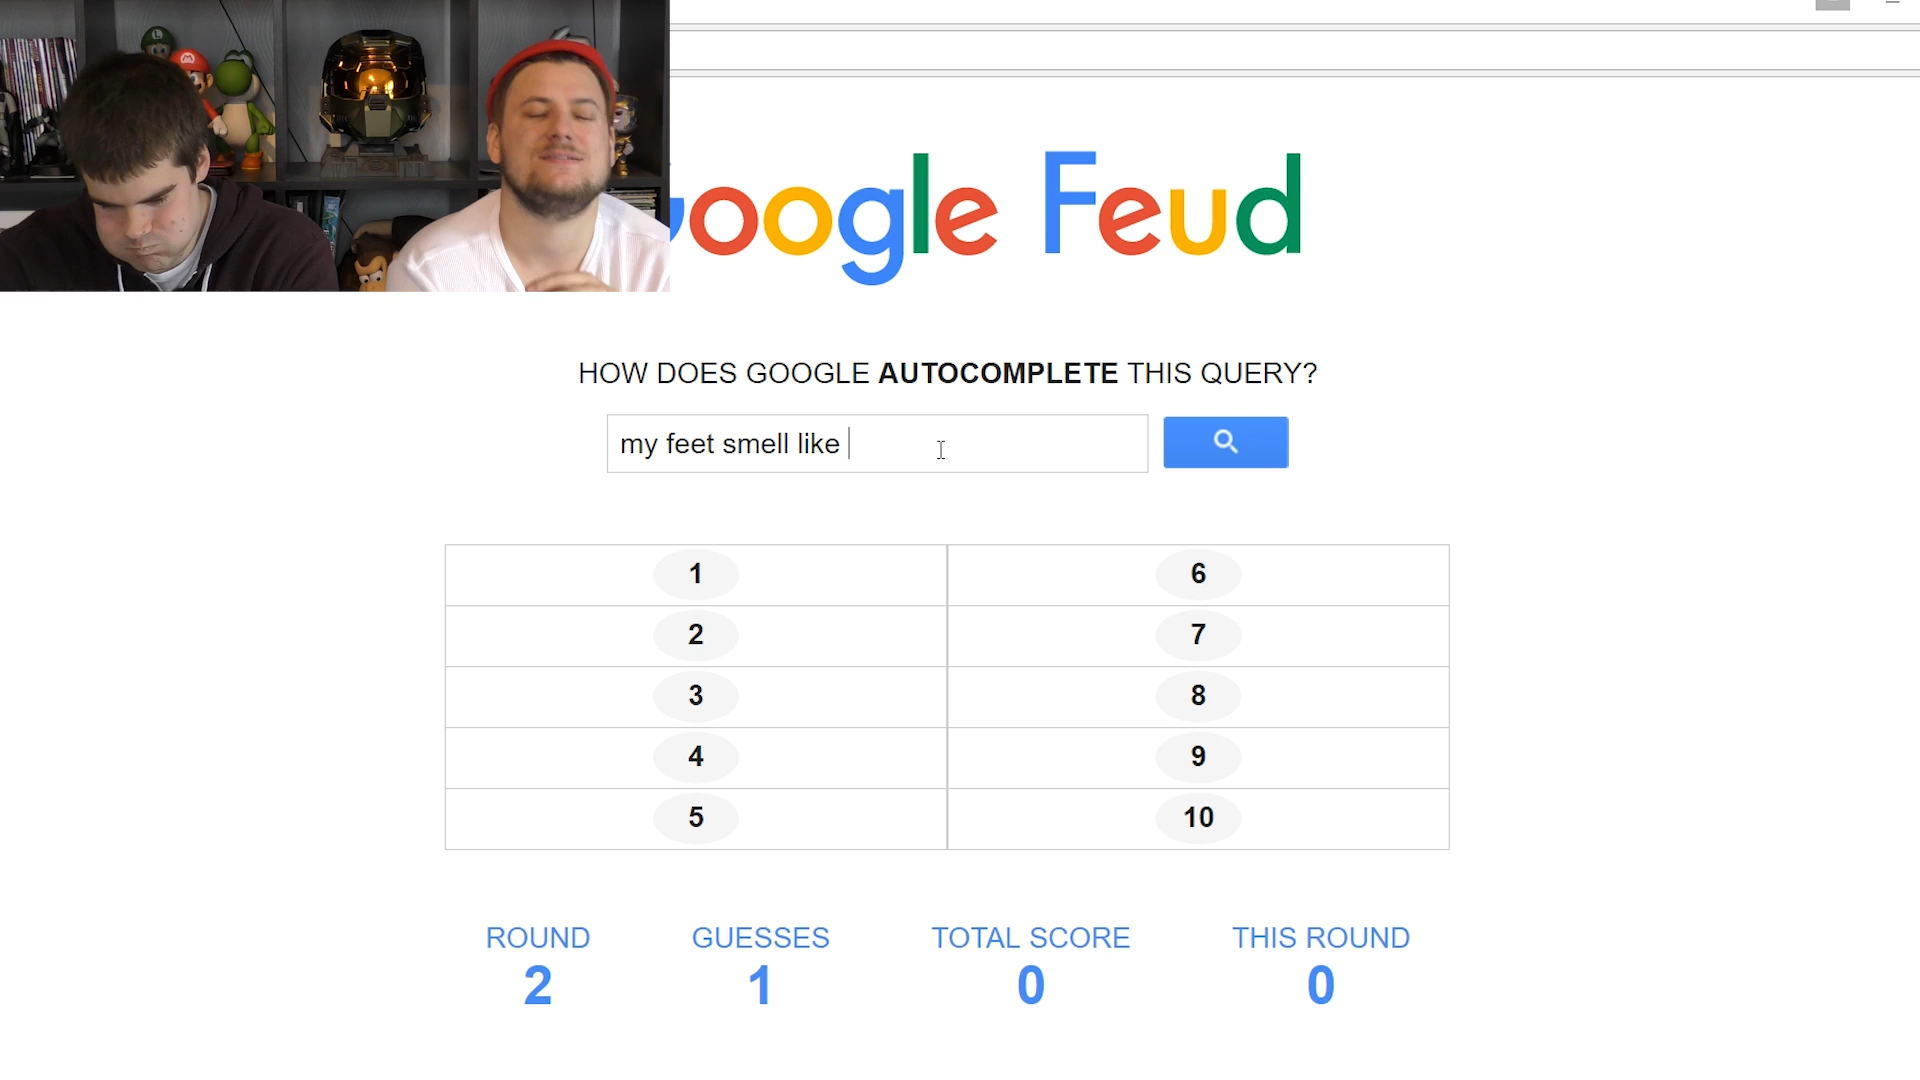 Google Feud
HOW DOES GOOGLE AUTOCOMPLETE THIS QUERY?
my feet smell like
1
6
2
7
3
8
4
9
5
10
ROUND
GUESSES
TOTAL SCORE
THIS ROUND
2
1
0
0